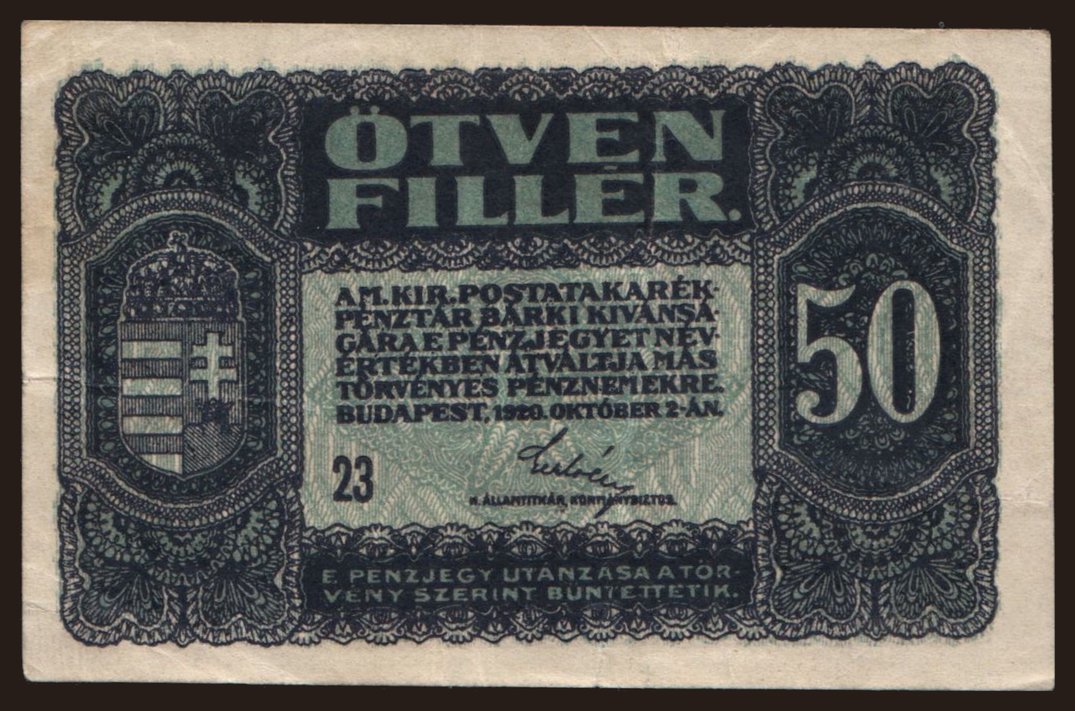 ÖTVEN
FILLÉR.
A M. KIR. POSTATAKARÉK-
PÉNZTÁR BÁRKI KIVÁNSÁ-
GÁRA E PÉNZJEGYET NÉV-
ÉRTÉKBEN ÁTVÁLTJA MÁS
TÖRVÉNYES PÉNZNEMEKRE.
BUDAPEST, 1920. OKTÓBER 2-ÁN.
23
H. ÁLLAMTITKÁR, KORMÁNYBIZTOS.
50
E PÉNZJEGY UTÁNZÁSA A TÖR
VÉNY SZERINT BÜNTETTETIK.